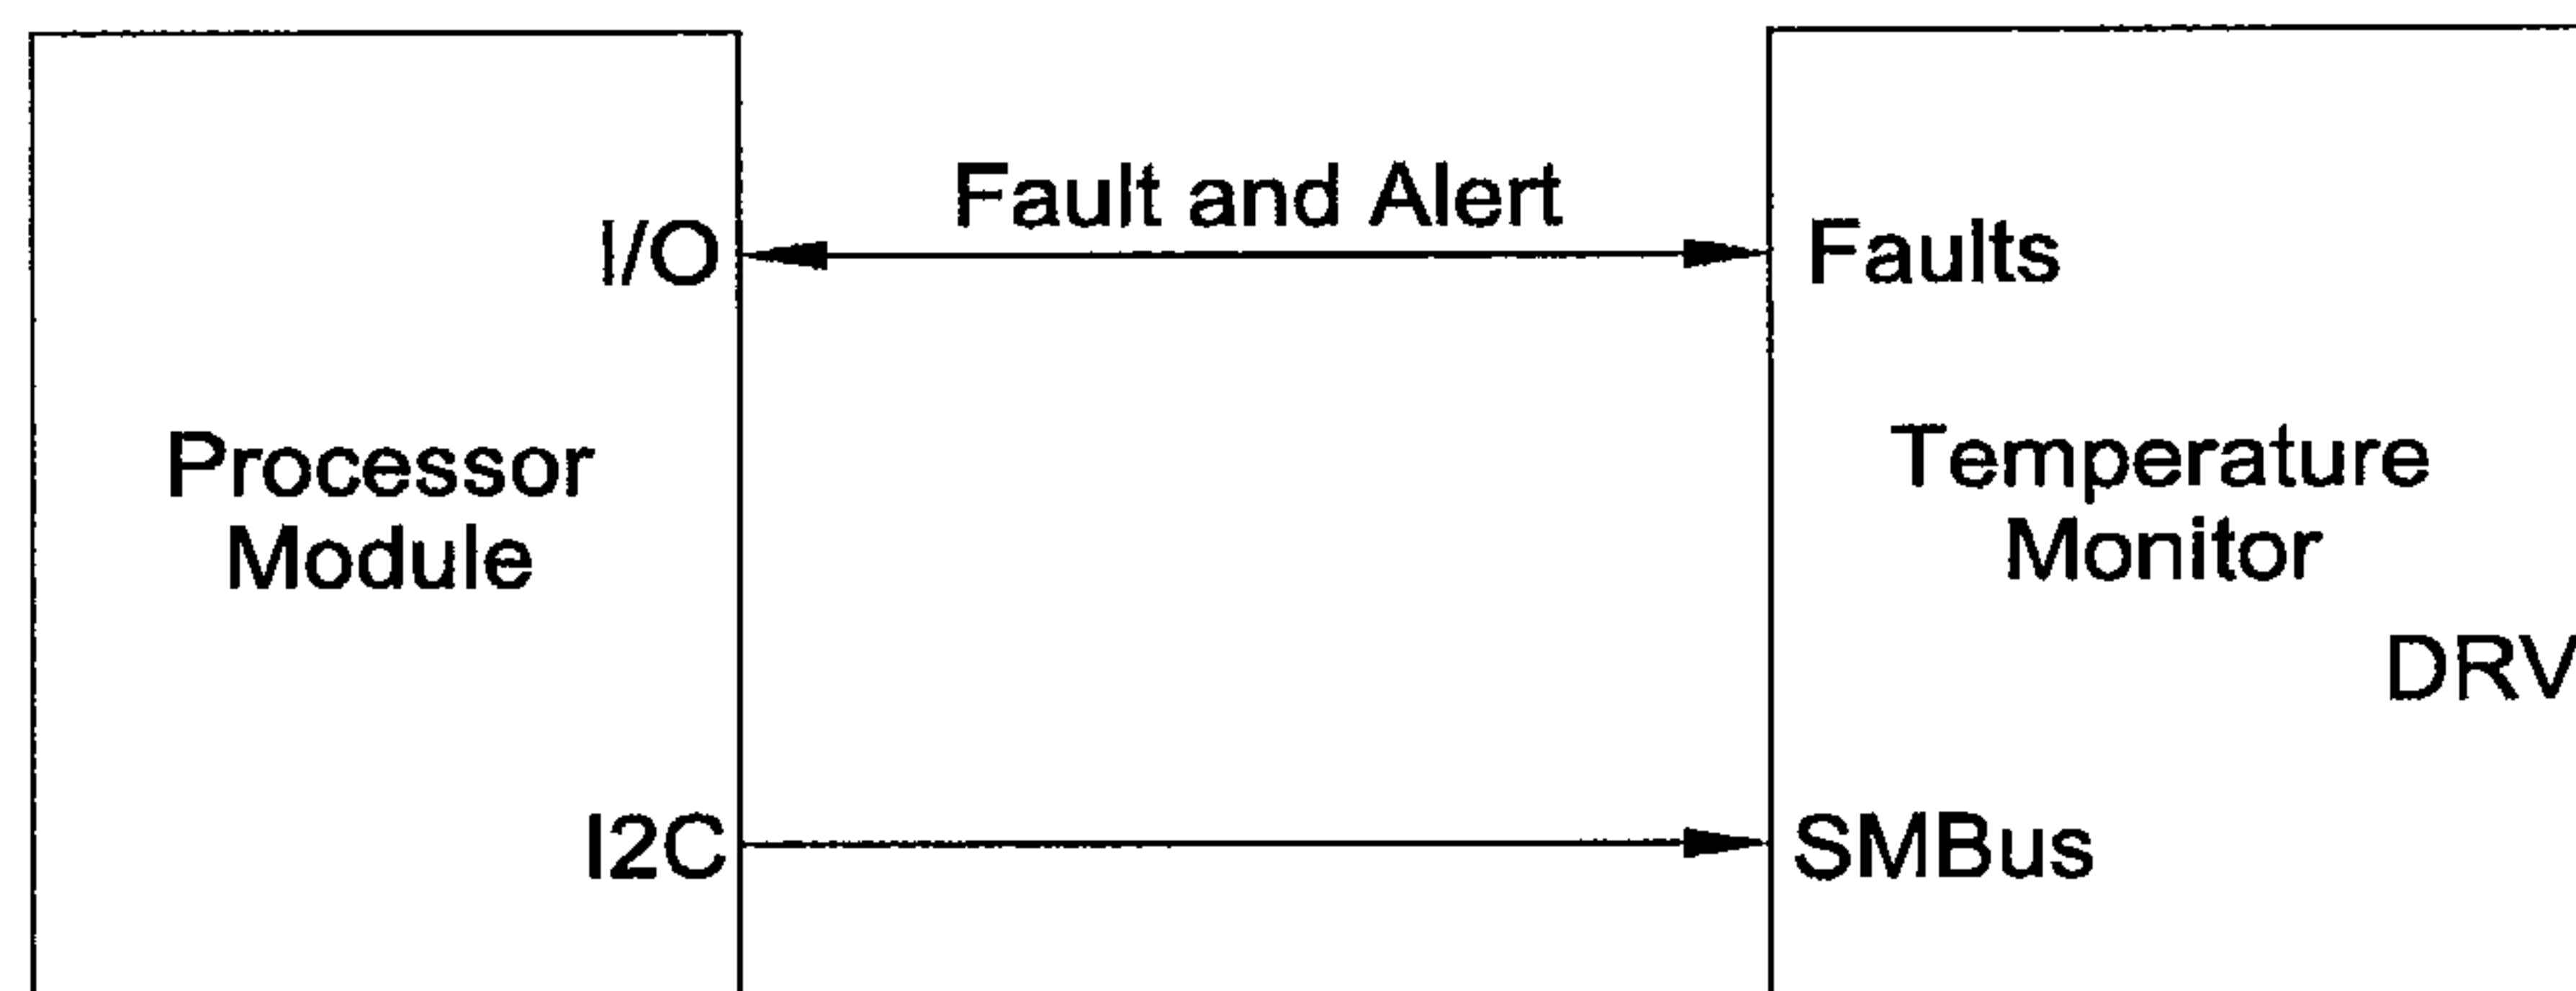 Fault and Alert
I/O
Faults
Processor
Module
Temperature
Monitor
DRV
I2C
SMBus